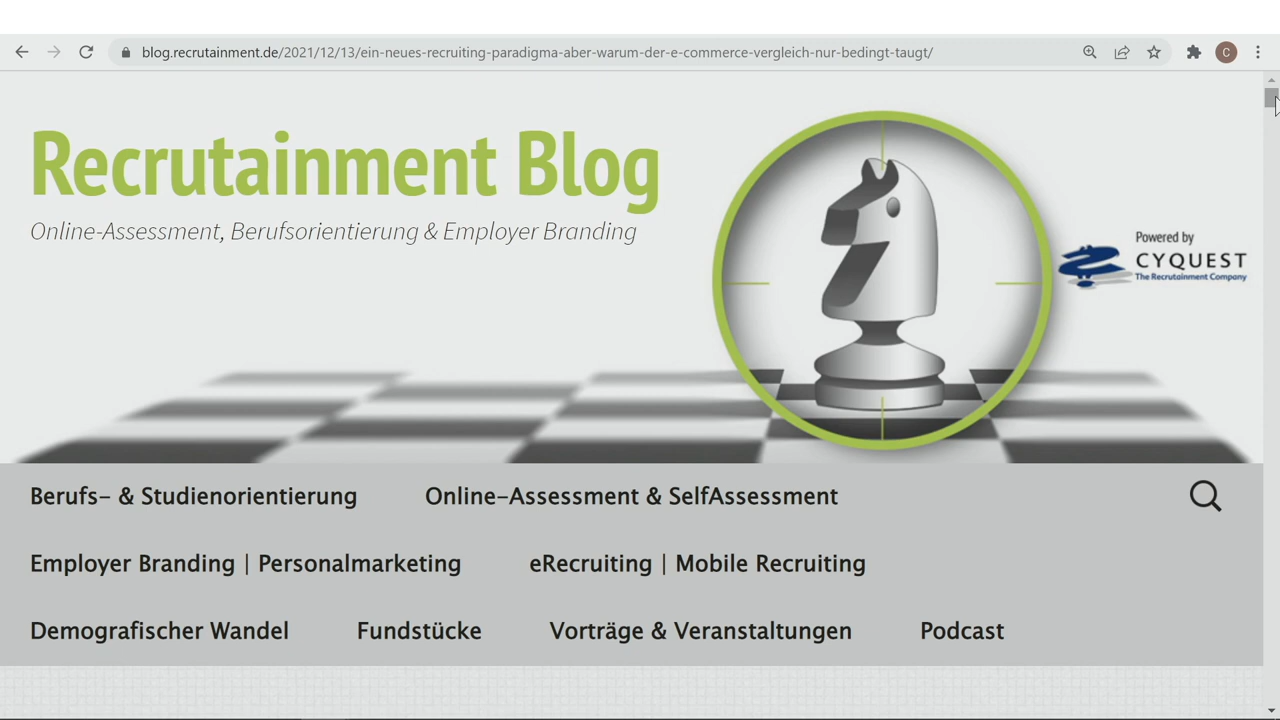 blog.recrutainment.de/2021/12/13/ein-neues-recruiting-paradigma-aber-warum-der-e-commerce-vergleich-nur-bedingt-taugt/
C
Recrutainment Blog
Online-Assessment, Berufsorientierung & Employer Branding
Powered by
CYQUEST
The Recrutainment Company
Berufs- & Studienorientierung Online-Assessment & SelfAssessment
Employer Branding | Personalmarketing eRecruiting | Mobile Recruiting
Demografischer Wandel Fundstücke Vorträge & Veranstaltungen Podcast